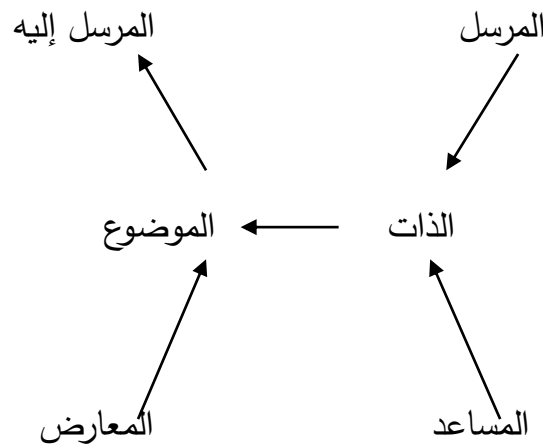 المرسل المرسل إليه
الذات الموضوع
المساعد المعارض